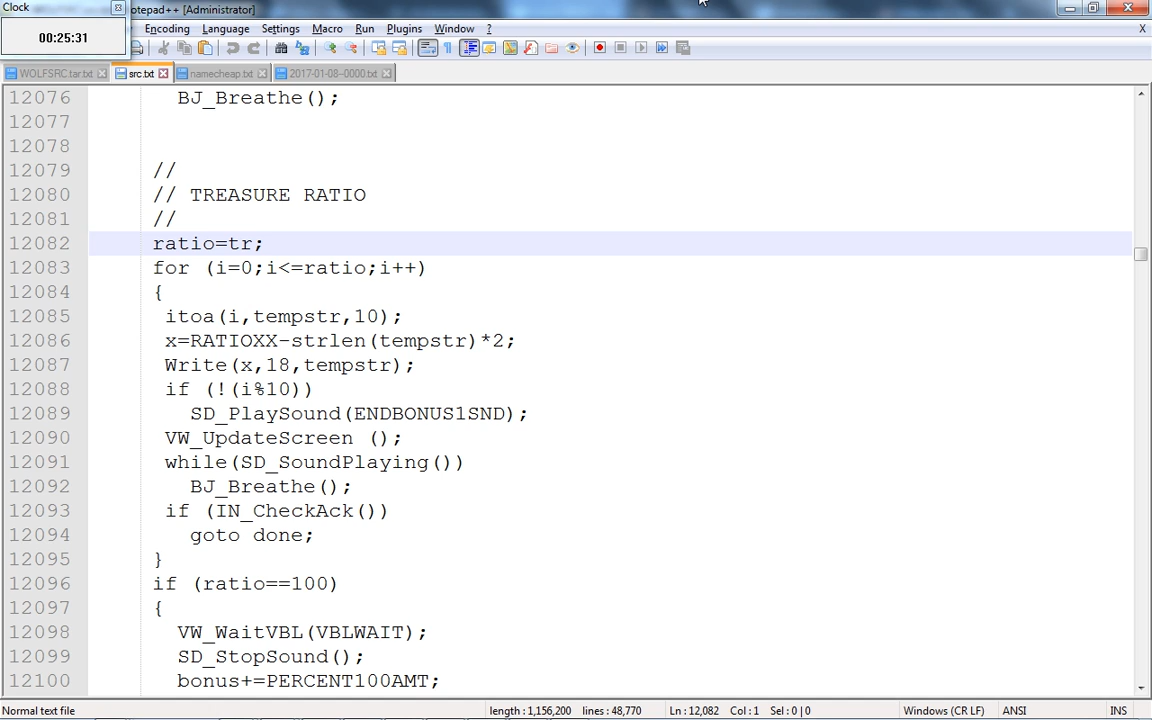 Clock
otepad++ [Administrator]
00:25:31
Encoding Language Settings Macro Run Plugins Window ? X
WOLFSRC.tar.txt src.txt namecheap.txt 2017-01-08--0000.txt
12076 BJ_Breathe();
12077
12078
12079 //
12080 // TREASURE RATIO
12081 //
12082 ratio=tr;
12083 for (i=0;i<=ratio;i++)
12084 {
12085 itoa(i,tempstr,10);
12086 x=RATIOXX-strlen(tempstr)*2;
12087 Write(x,18,tempstr);
12088 if (!(i%10))
12089 SD_PlaySound(ENDBONUS1SND);
12090 VW_UpdateScreen ();
12091 while(SD_SoundPlaying())
12092 BJ_Breathe();
12093 if (IN_CheckAck())
12094 goto done;
12095 }
12096 if (ratio==100)
12097 {
12098 VW_WaitVBL(VBLWAIT);
12099 SD_StopSound();
12100 bonus+=PERCENT100AMT;
Normal text file length : 1,156,200 lines : 48,770 Ln : 12,082 Col : 1 Sel : 0 | 0 Windows (CR LF) ANSI INS